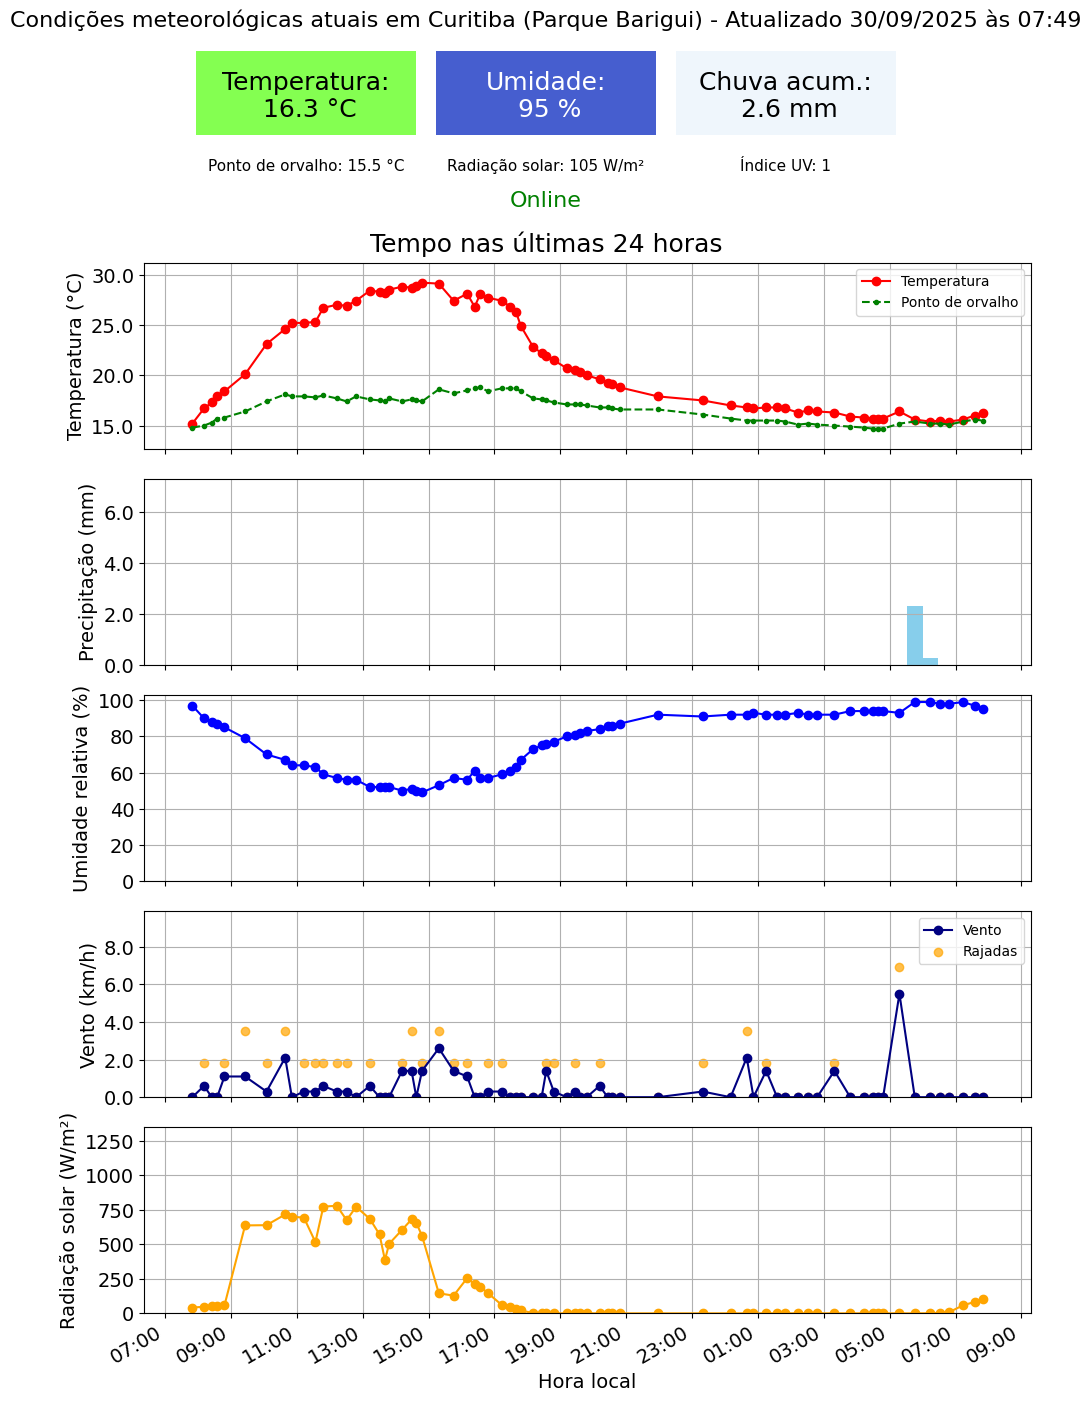 Condições meteorológicas atuais em Curitiba (Parque Barigui) - Atualizado 30/09/2025 às 07:49
Temperatura:
16.3 °C
Umidade:
95 %
Chuva acum.:
2.6 mm
Ponto de orvalho: 15.5 °C
Radiação solar: 105 W/m²
Índice UV: 1
Online
Tempo nas últimas 24 horas
Temperatura (°C)
30.0
25.0
20.0
15.0
Temperatura
Ponto de orvalho
Precipitação (mm)
6.0
4.0
2.0
0.0
Umidade relativa (%)
100
80
60
40
20
0
Vento (km/h)
8.0
6.0
4.0
2.0
0.0
Vento
Rajadas
Radiação solar (W/m²)
1250
1000
750
500
250
0
07:00
09:00
11:00
13:00
15:00
17:00
19:00
21:00
23:00
01:00
03:00
05:00
07:00
09:00
Hora local